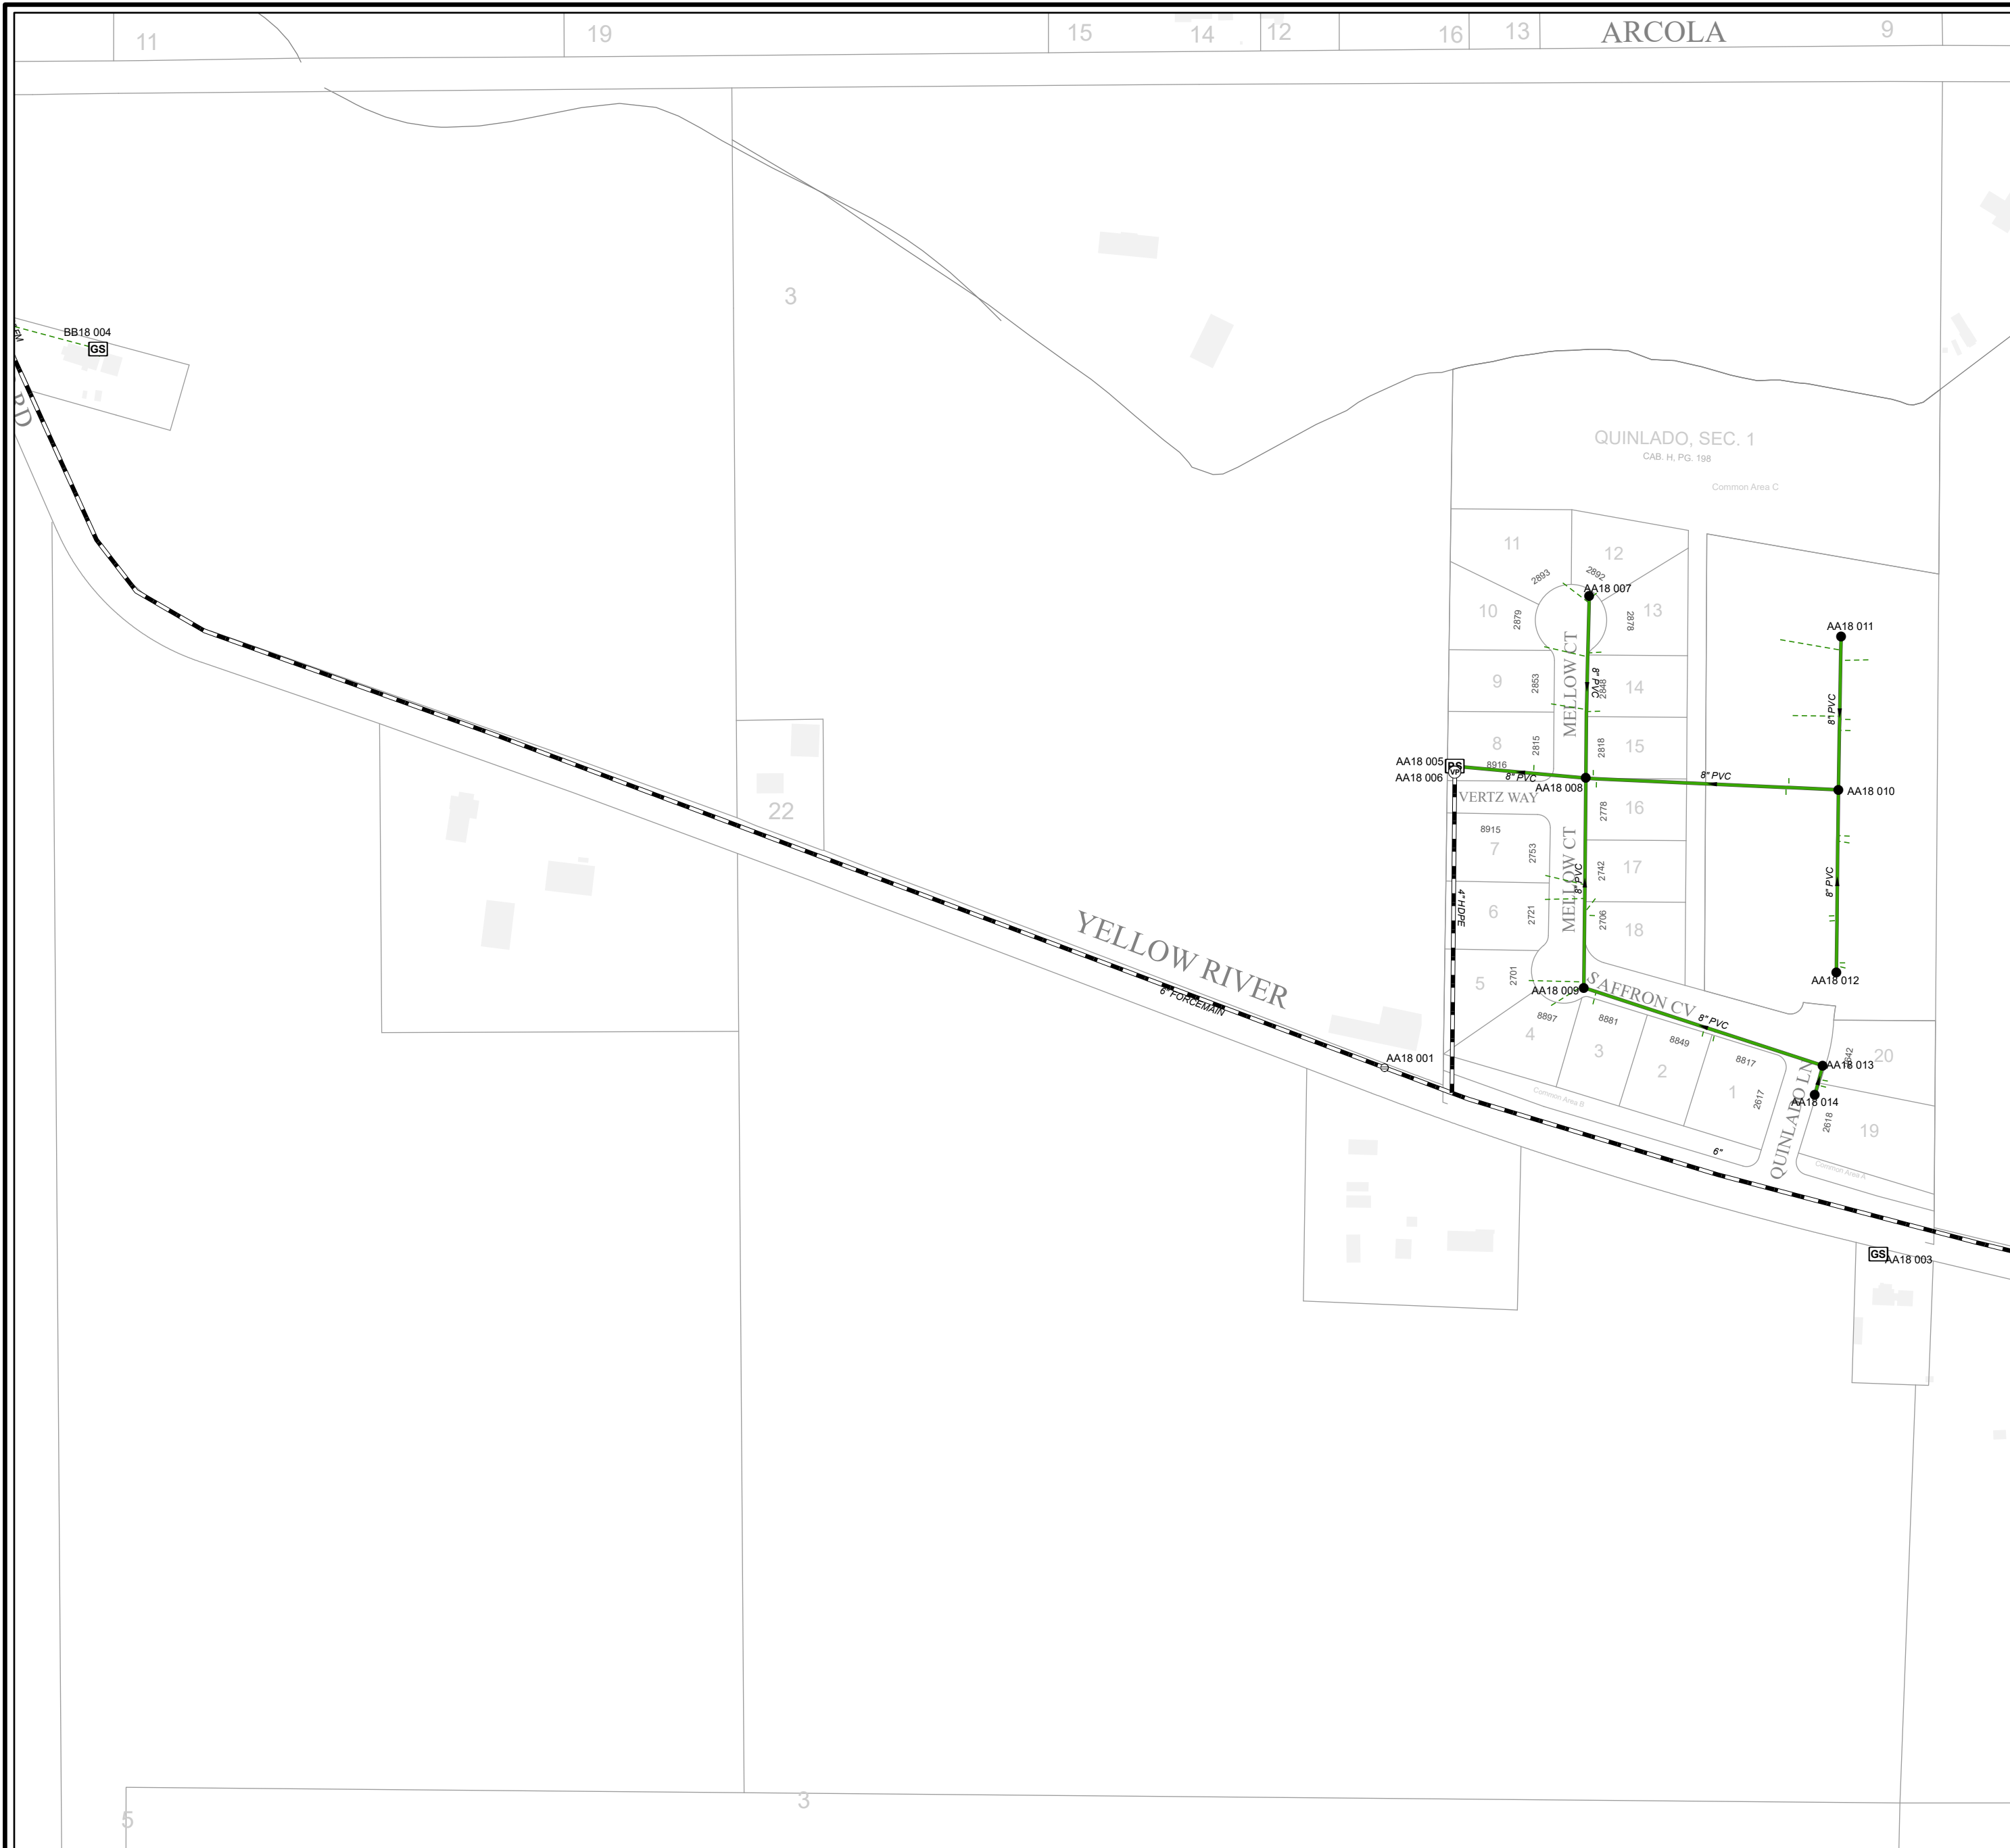 11
19
15
14
12
16
13
ARCOLA
9
3
BB18 004
GS
FM
RD
QUINLADO, SEC. 1
CAB. H, PG. 198
Common Area C
11
12
2893
2892
AA18 007
10
2879
2878
13
AA18 011
MELLOW CT
9
2853
8" PVC
2848
14
8" PVC
8
2815
2818
15
AA18 005
PS
8916
AA18 006
VP
8" PVC
AA18 008
8" PVC
AA18 010
VERTZ WAY
22
2778
16
8915
7
2753
MELLOW CT
8" PVC
2742
17
8" PVC
4" HDPE
6
2721
2706
18
YELLOW RIVER
6" FORCEMAIN
5
2701
AA18 009
SAFFRON CV
AA18 012
8897
4
8881
3
8849
2
8" PVC
8817
1
2617
AA18 001
AA18 013
20
QUINLADO LN
AA18 014
2618
19
Common Area B
Common Area A
6"
GS
AA18 003
3
5